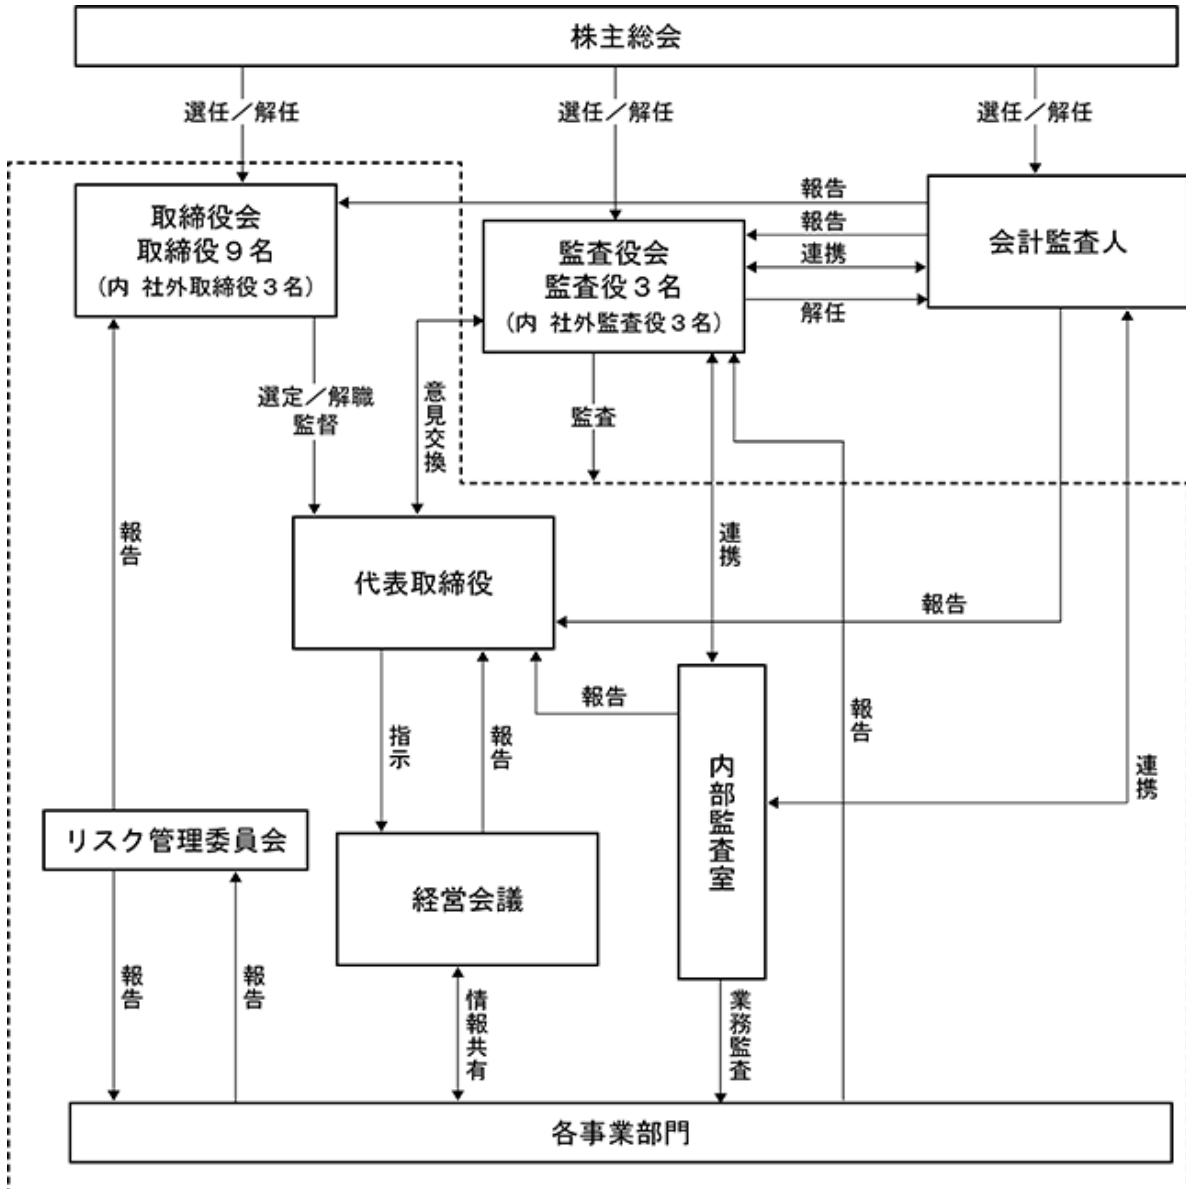 株主総会
選任／解任
選任／解任
選任／解任
取締役会
取締役９名
（内 社外取締役３名）
監査役会
監査役３名
（内 社外監査役３名）
会計監査人
報告
報告
連携
解任
選定／解職
監督
意見交換
監査
報告
連携
代表取締役
報告
報告
指示
報告
報告
連携
内部監査室
リスク管理委員会
経営会議
報告
報告
情報共有
業務監査
各事業部門